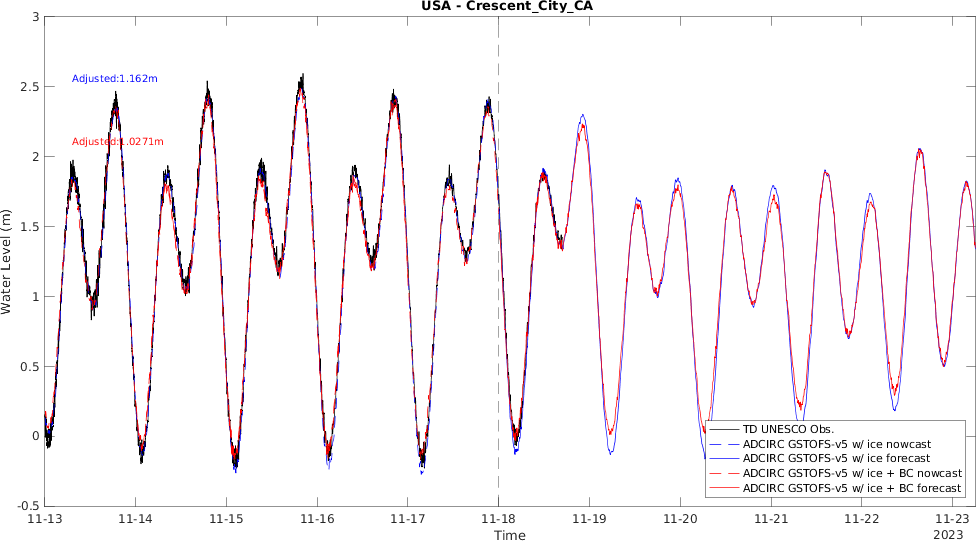 USA - Crescent_City_CA
3
2.5
2
1.5
1
0.5
0
-0.5
Water Level (m)
Adjusted:1.162m
Adjusted:1.0271m
TD UNESCO Obs.
ADCIRC GSTOFS-v5 w/ ice nowcast
ADCIRC GSTOFS-v5 w/ ice forecast
ADCIRC GSTOFS-v5 w/ ice + BC nowcast
ADCIRC GSTOFS-v5 w/ ice + BC forecast
11-13 11-14 11-15 11-16 11-17 11-18 11-19 11-20 11-21 11-22 11-23
Time
2023